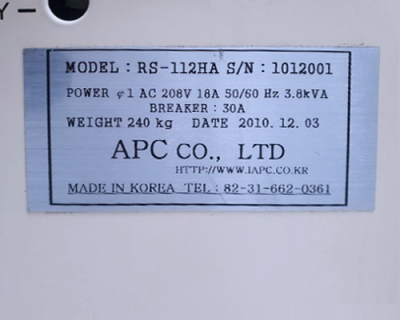 Y
MODEL : RS-112HA S/N : 1012001
POWER φ1 AC 208V 18A 50/60 Hz 3.8kVA
BREAKER : 30A
WEIGHT 240 kg DATE 2010. 12. 03
APC CO., LTD
HTTP://WWW.IAPC.CO.KR
MADE IN KOREA TEL : 82-31-662-0361